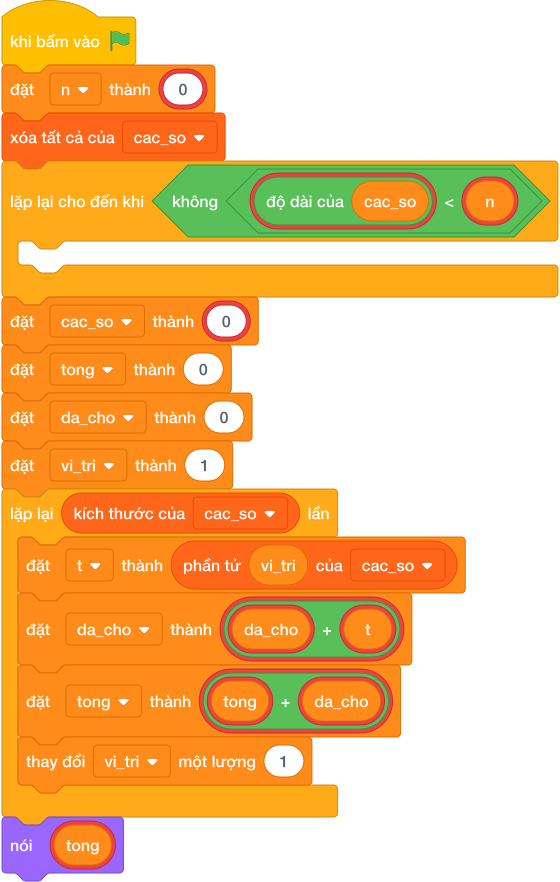 khi bấm vào
đặt n thành 0
xóa tất cả của cac_so
lặp lại cho đến khi không độ dài của cac_so < n
đặt cac_so thành 0
đặt tong thành 0
đặt da_cho thành 0
đặt vi_tri thành 1
lặp lại kích thước của cac_so lần
đặt t thành phần tử vi_tri của cac_so
đặt da_cho thành da_cho + t
đặt tong thành tong + da_cho
thay đổi vi_tri một lượng 1
nói tong